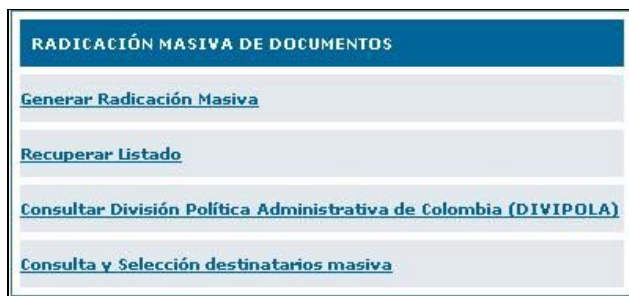 RADICACIÓN MASIVA DE DOCUMENTOS
Generar Radicación Masiva
Recuperar Listado
Consultar División Política Administrativa de Colombia (DIVIPOLA)
Consulta y Selección destinatarios masiva